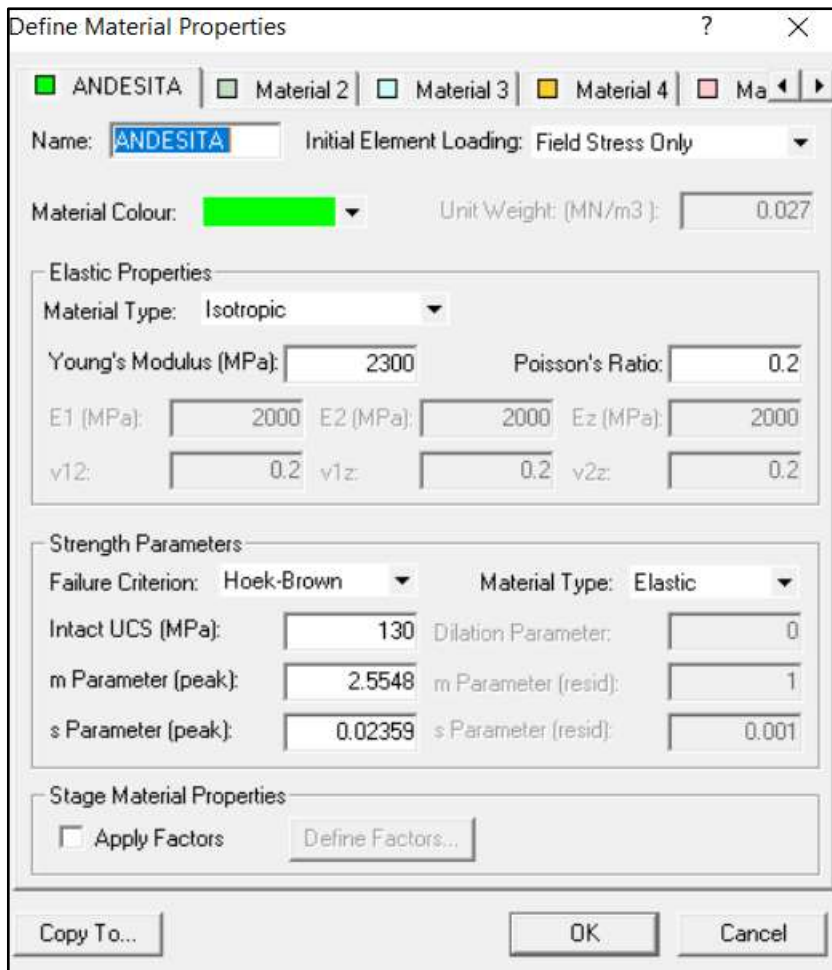 Define Material Properties ?
ANDESITA Material 2 Material 3 Material 4 Ma
Name: ANDESITA Initial Element Loading: Field Stress Only
Material Colour: Unit Weight: (MN/m3 ): 0.027
Elastic Properties
Material Type: Isotropic
Young's Modulus (MPa): 2300 Poisson's Ratio: 0.2
E1 (MPa): 2000 E2 (MPa): 2000 Ez (MPa): 2000
v12: 0.2 v1z: 0.2 v2z: 0.2
Strength Parameters
Failure Criterion: Hoek-Brown Material Type: Elastic
Intact UCS (MPa): 130 Dilation Parameter: 0
m Parameter (peak): 2.5548 m Parameter (resid): 1
s Parameter (peak): 0.02359 s Parameter (resid): 0.001
Stage Material Properties
Apply Factors Define Factors...
Copy To... OK Cancel